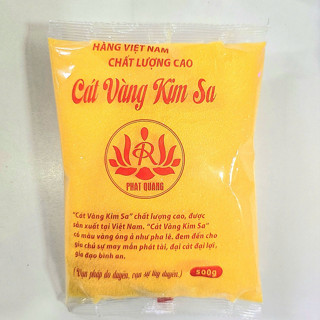 HÀNG VIỆT NAM
CHẤT LƯỢNG CAO
Cát Vàng Kim Sa
R
PHAT QUANG
"Cát Vàng Kim Sa" chất lượng cao, được
sản xuất tại Việt Nam. "Cát Vàng Kim Sa"
có màu vàng óng ả như pha lê, đem đến cho
gia chủ sự may mắn phát tài, đại cát đại lợi,
gia đạo bình an.
(Vạn pháp do duyên, vạn sự tùy duyên.)
500g